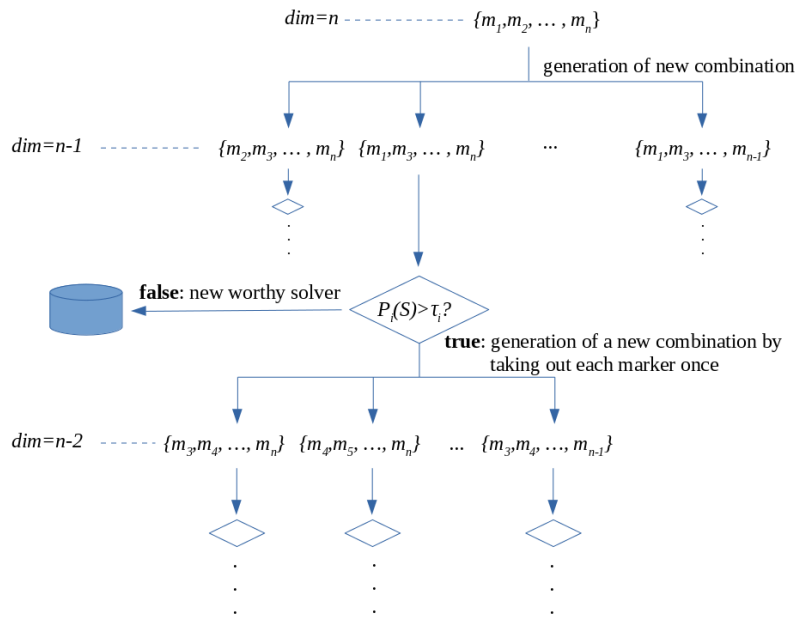 dim=n {m1,m2, … , mn}
generation of new combination
dim=n-1 {m2,m3, … , mn} {m1,m3, … , mn} ... {m1,m3, … , mn-1}
false: new worthy solver
Pi(S)>τi?
true: generation of a new combination by
taking out each marker once
dim=n-2 {m3,m4, …, mn} {m4,m5, …, mn} ... {m3,m4, …, mn-1}